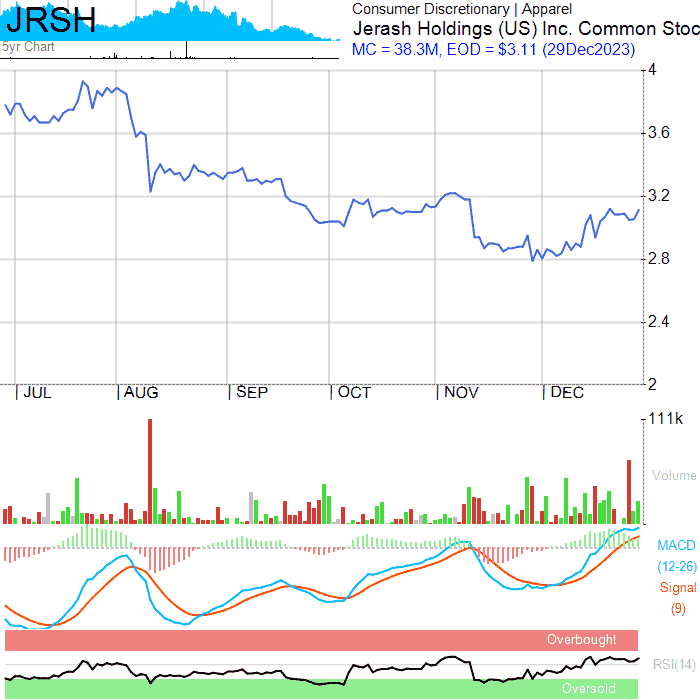 JRSH
5yr Chart
Consumer Discretionary | Apparel
Jerash Holdings (US) Inc. Common Stoc
MC = 38.3M, EOD = $3.11 (29Dec2023)
4
3.6
3.2
2.8
2.4
2
JUL AUG SEP OCT NOV DEC
111k
Volume
MACD
(12-26)
Signal
(9)
Overbought
RSI(14)
Oversold